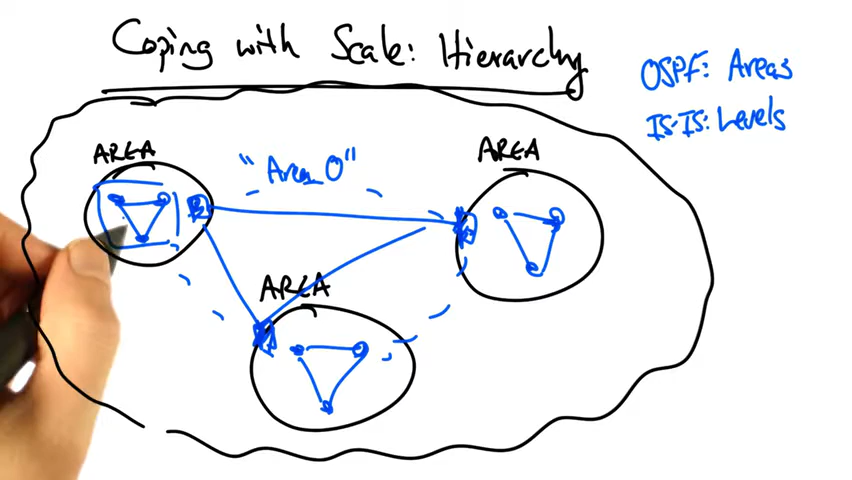 Coping with Scale: Hierarchy
OSPF: Areas
IS-IS: Levels
AREA
"Area 0"
AREA
AREA